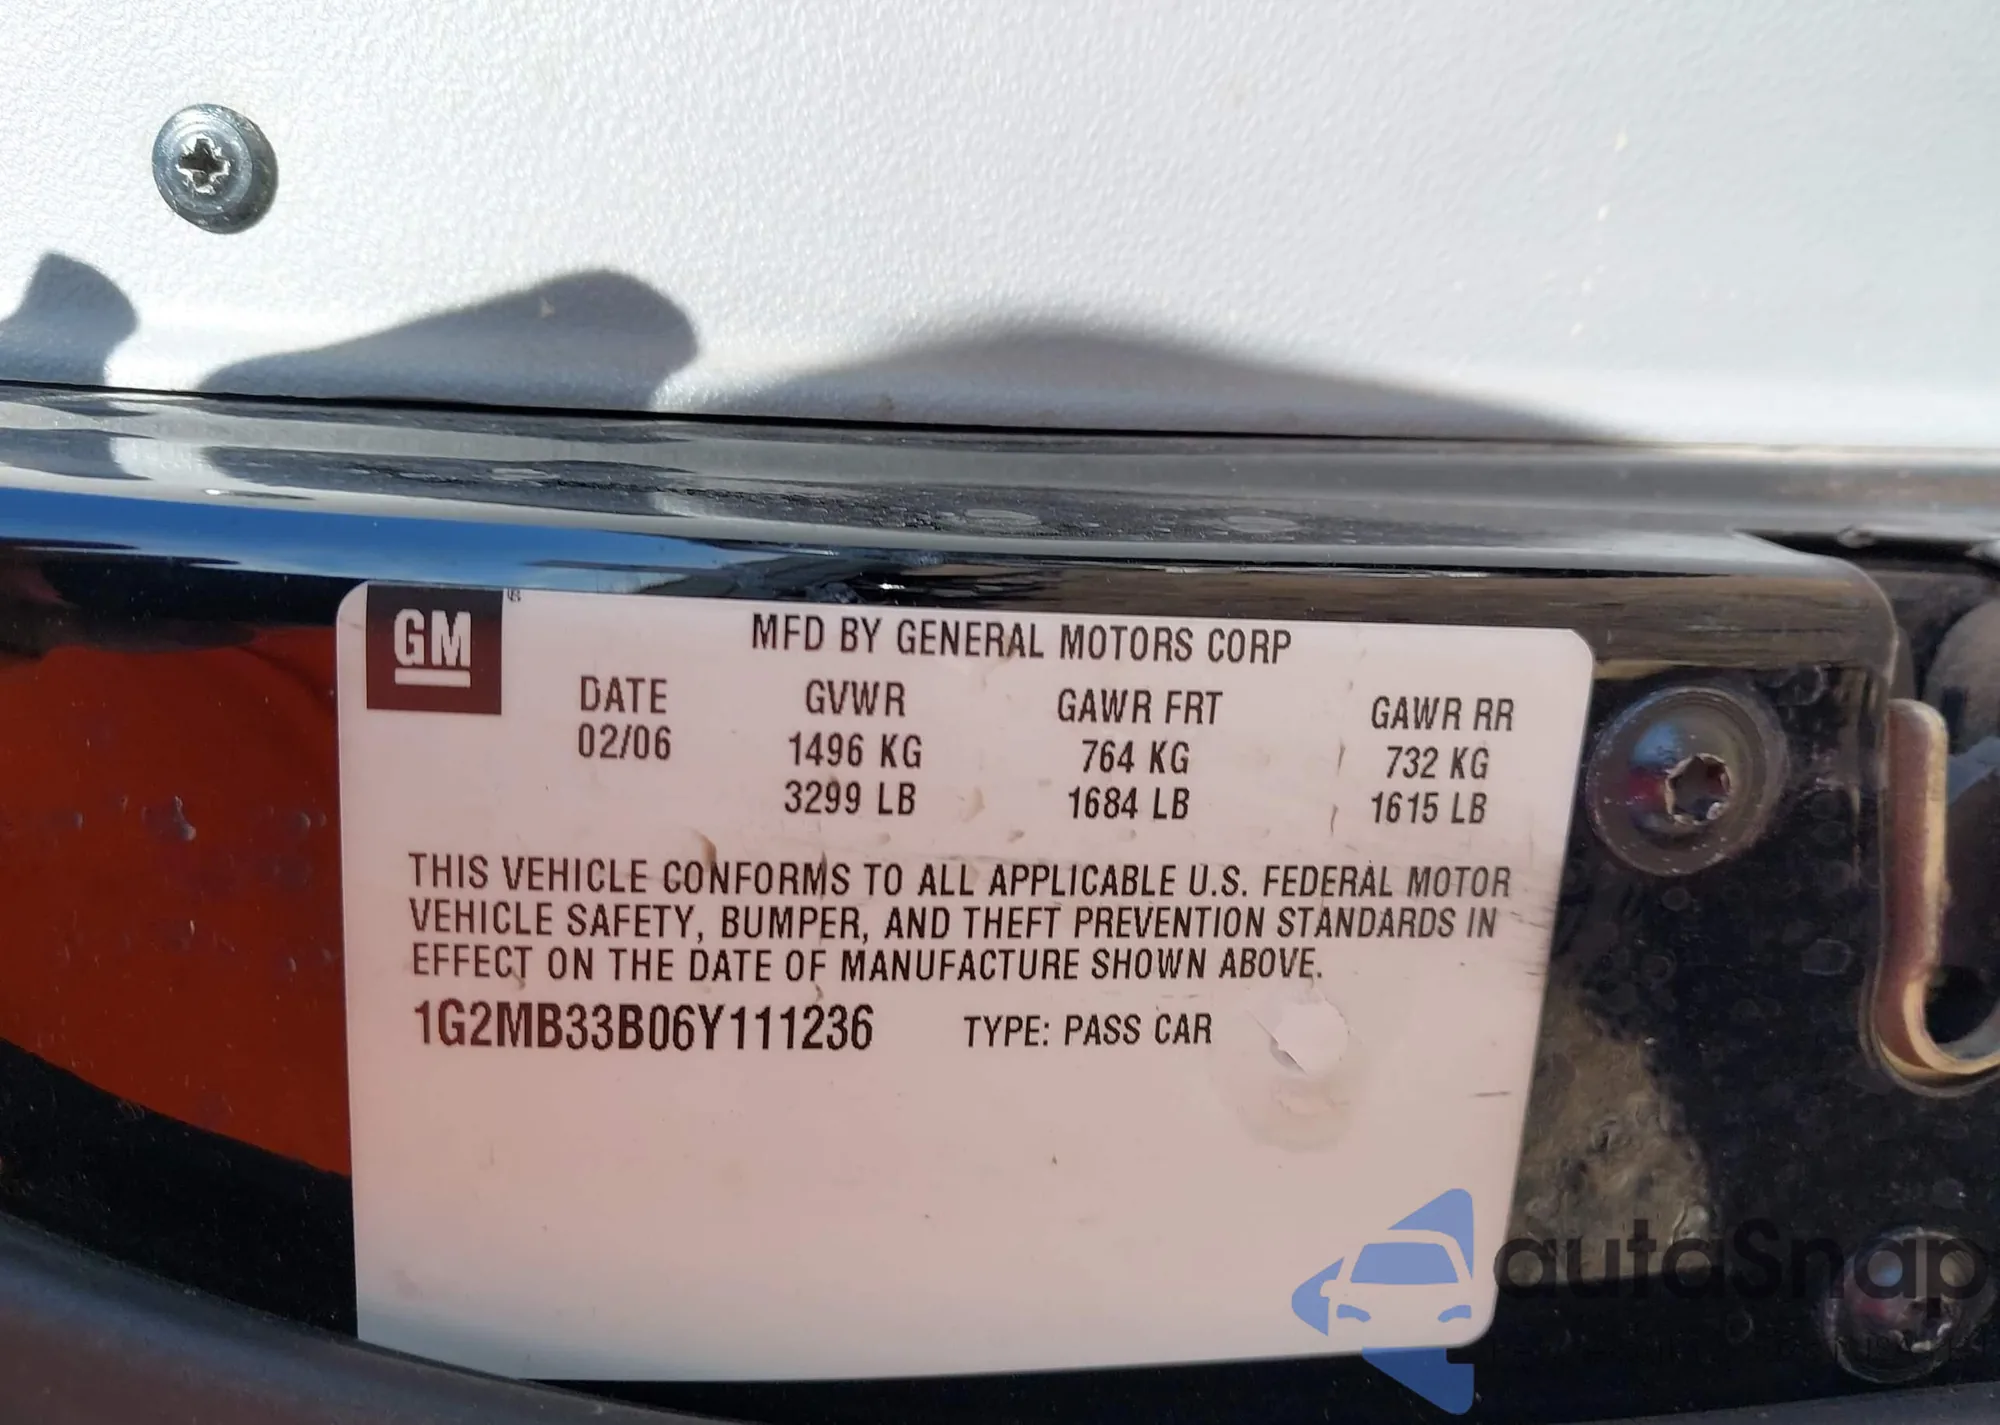 GM
MFD BY GENERAL MOTORS CORP
DATE GVWR GAWR FRT GAWR RR
02/06 1496 KG 764 KG 732 KG
3299 LB 1684 LB 1615 LB
THIS VEHICLE CONFORMS TO ALL APPLICABLE U.S. FEDERAL MOTOR
VEHICLE SAFETY, BUMPER, AND THEFT PREVENTION STANDARDS IN
EFFECT ON THE DATE OF MANUFACTURE SHOWN ABOVE.
1G2MB33B06Y111236 TYPE: PASS CAR
autaSnap